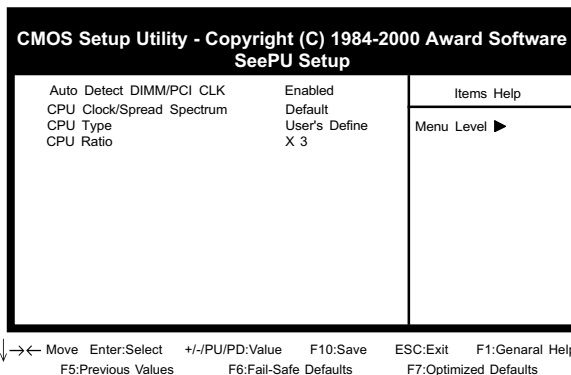 CMOS Setup Utility - Copyright (C) 1984-2000 Award Software
SeePU Setup
Auto Detect DIMM/PCI CLK Enabled
CPU Clock/Spread Spectrum Default
CPU Type User's Define
CPU Ratio X 3
Items Help
Menu Level ▶
↓→← Move Enter:Select +/-/PU/PD:Value F10:Save ESC:Exit F1:Genaral Help
F5:Previous Values F6:Fail-Safe Defaults F7:Optimized Defaults